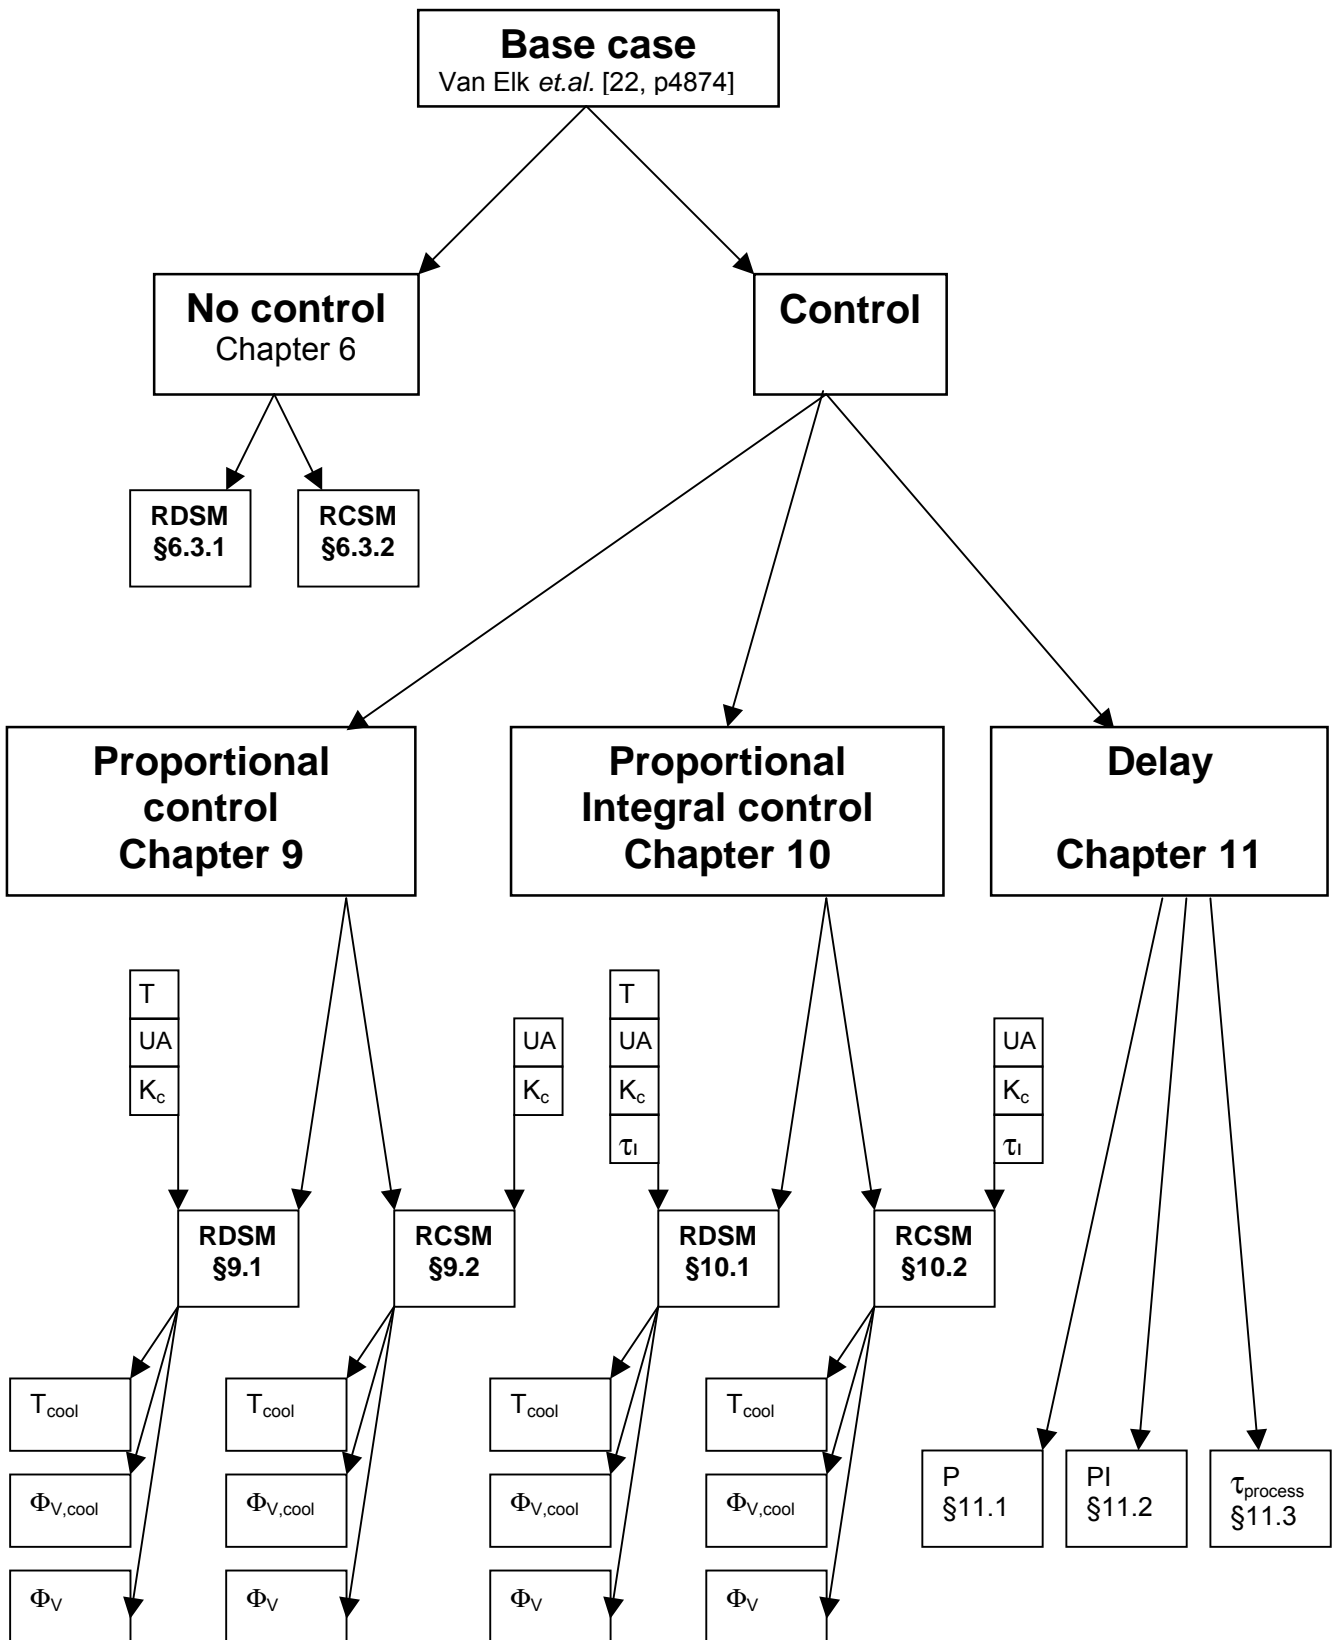 Base case
Van Elk et.al. [22, p4874]
No control
Chapter 6
Control
RDSM
§6.3.1
RCSM
§6.3.2
Proportional
control
Chapter 9
Proportional
Integral control
Chapter 10
Delay
Chapter 11
T
UA
Kc
UA
Kc
T
UA
Kc
τI
UA
Kc
τI
RDSM
§9.1
RCSM
§9.2
RDSM
§10.1
RCSM
§10.2
Tcool
Tcool
Tcool
Tcool
P
§11.1
PI
§11.2
τprocess
§11.3
ΦV,cool
ΦV,cool
ΦV,cool
ΦV,cool
ΦV
ΦV
ΦV
ΦV